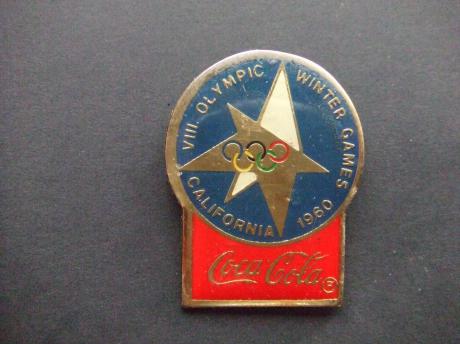 VIII OLYMPIC WINTER GAMES
CALIFORNIA 1960
Coca-Cola ®